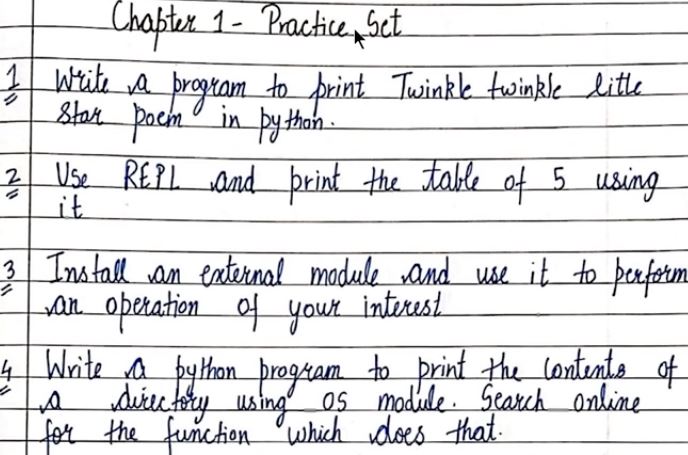 Chapter 1 - Practice Set
1 Write a program to print Twinkle twinkle little
Star poem in python.
2 Use REPL and print the table of 5 using
it
3 Install an external module and use it to perform
an operation of your interest
4 Write a python program to print the contents of
a directory using os module. Search online
for the function which does that.